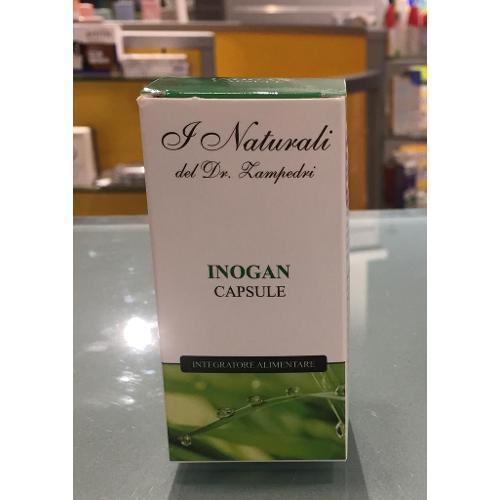 I Naturali
del Dr. Zampedri
INOGAN
CAPSULE
INTEGRATORE ALIMENTARE